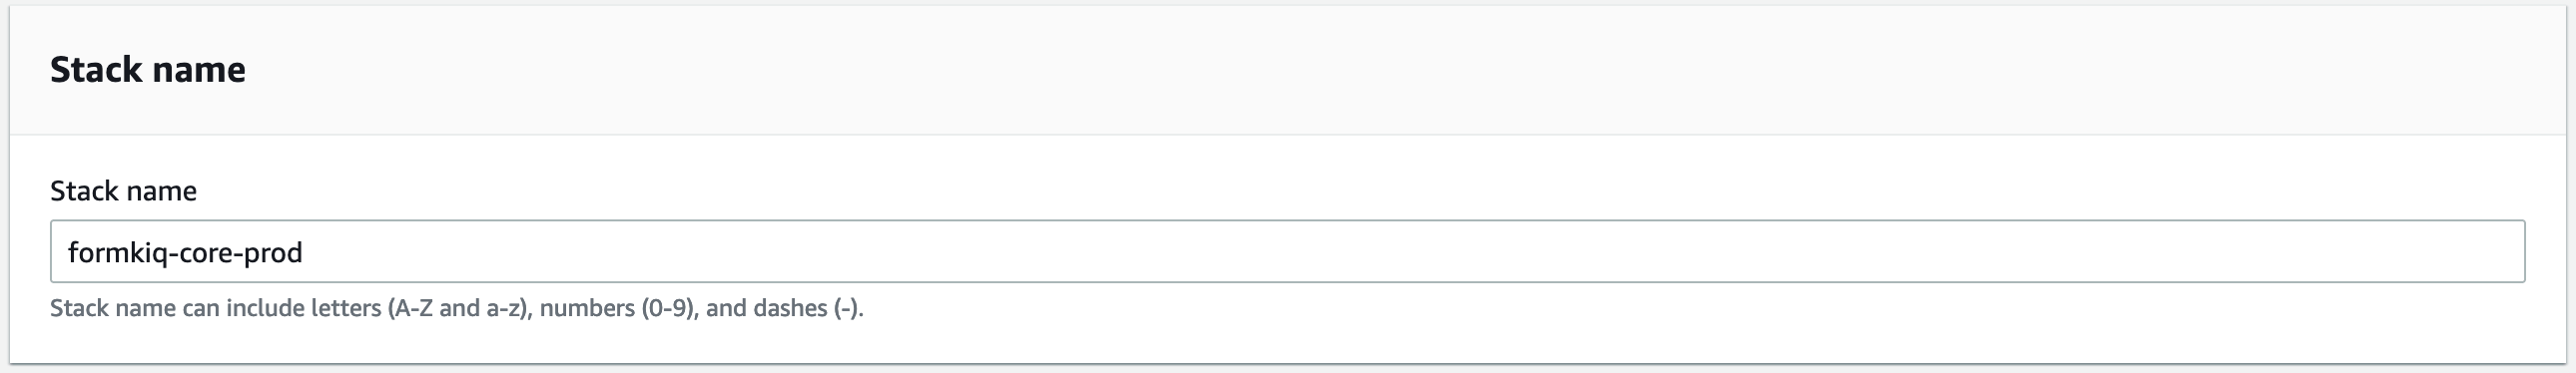 Stack name
Stack name
formkiq-core-prod
Stack name can include letters (A-Z and a-z), numbers (0-9), and dashes (-).